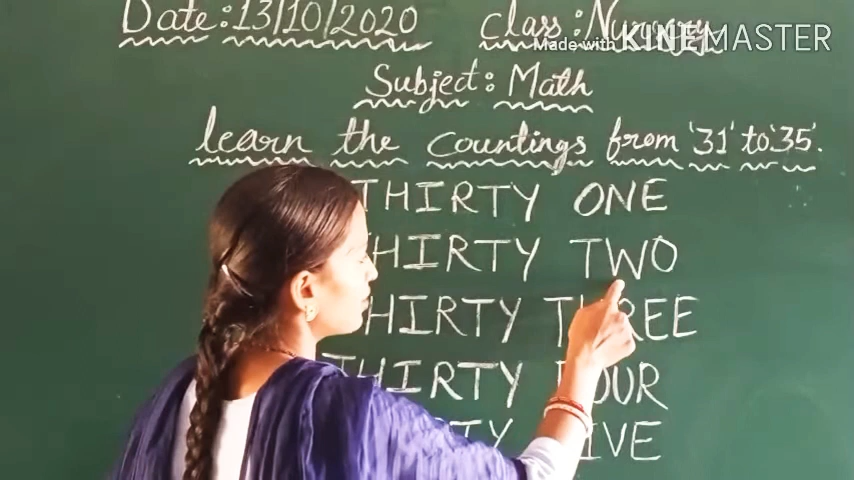 Date:13/10/2020 class:Nursery
Made with KINEMASTER
Subject: Math
learn the countings from '31' to '35'.
THIRTY ONE
THIRTY TWO
THIRTY THREE
THIRTY FOUR
FIVE